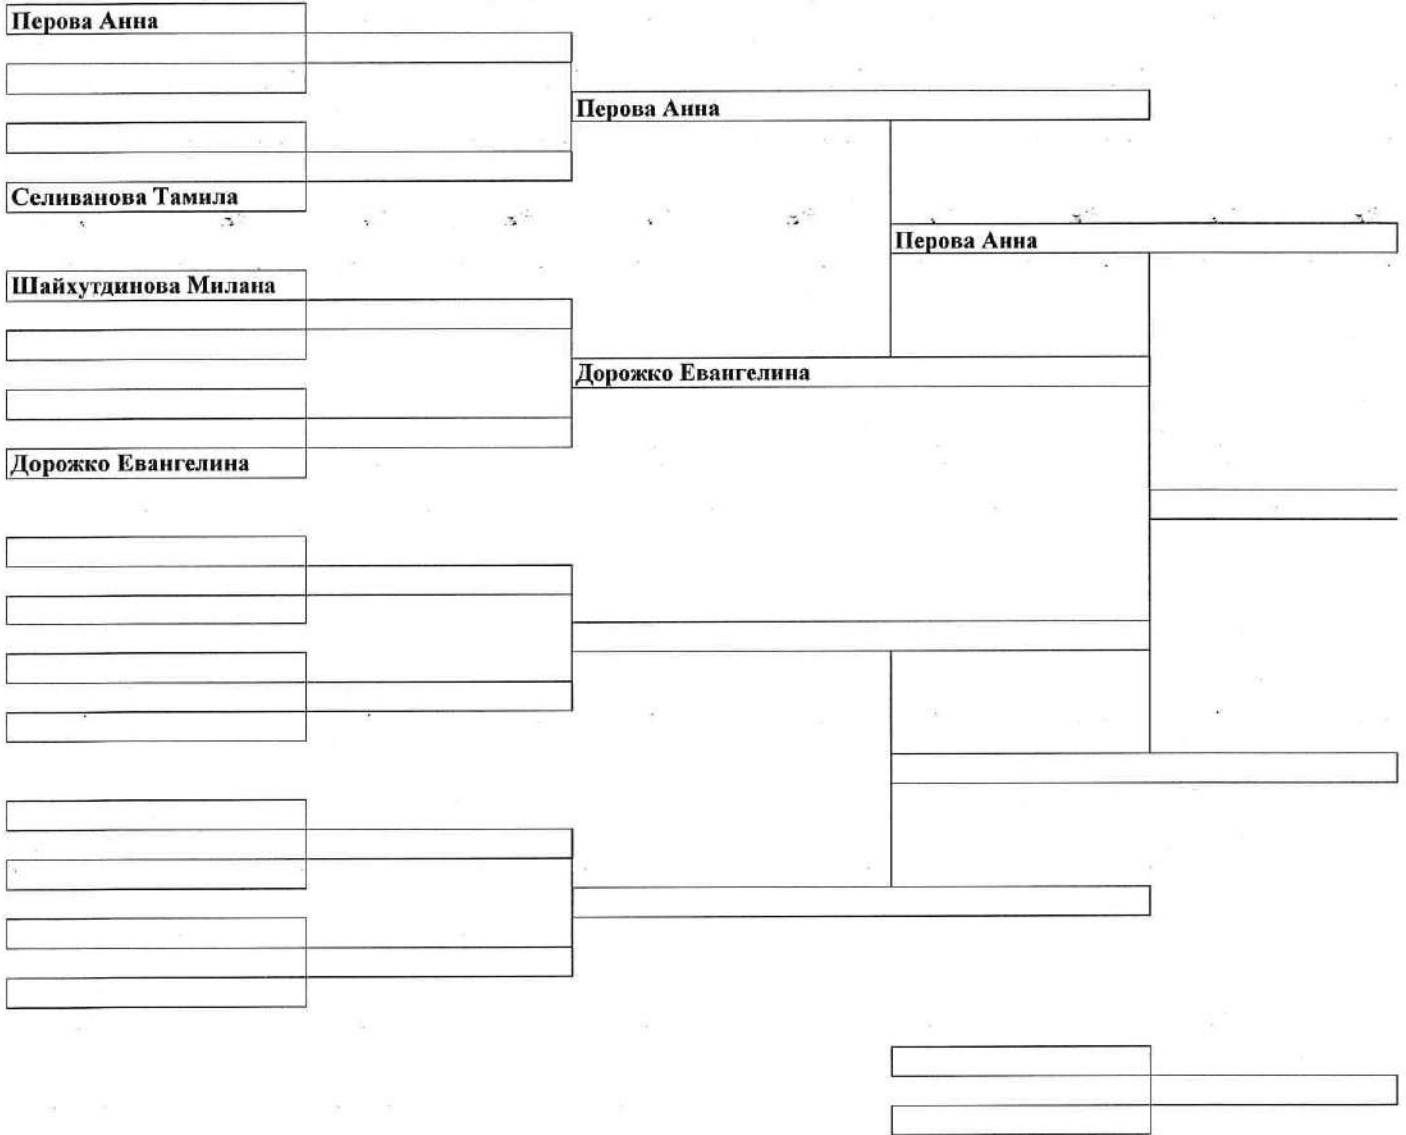 Перова Анна
Перова Анна
Селиванова Тамила
Перова Анна
Шайхутдинова Милана
Дорожко Евангелина
Дорожко Евангелина